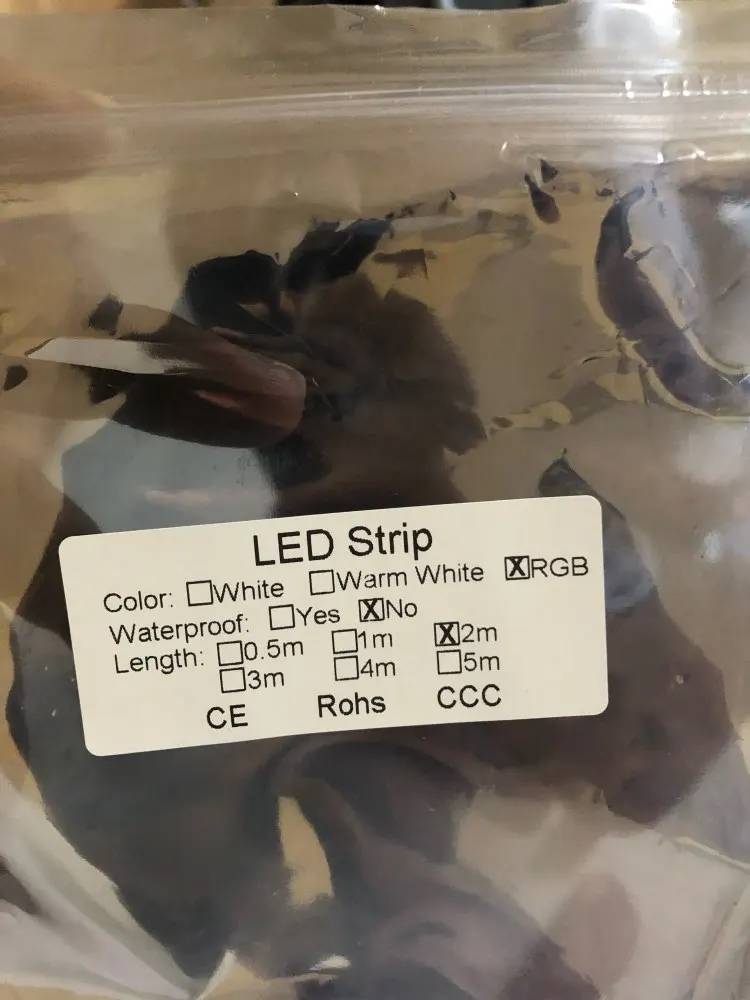 LED Strip
Color: ☐White ☐Warm White ☒RGB
Waterproof: ☐Yes ☒No
Length: ☐0.5m ☐1m ☒2m
☐3m ☐4m ☐5m
CE Rohs CCC